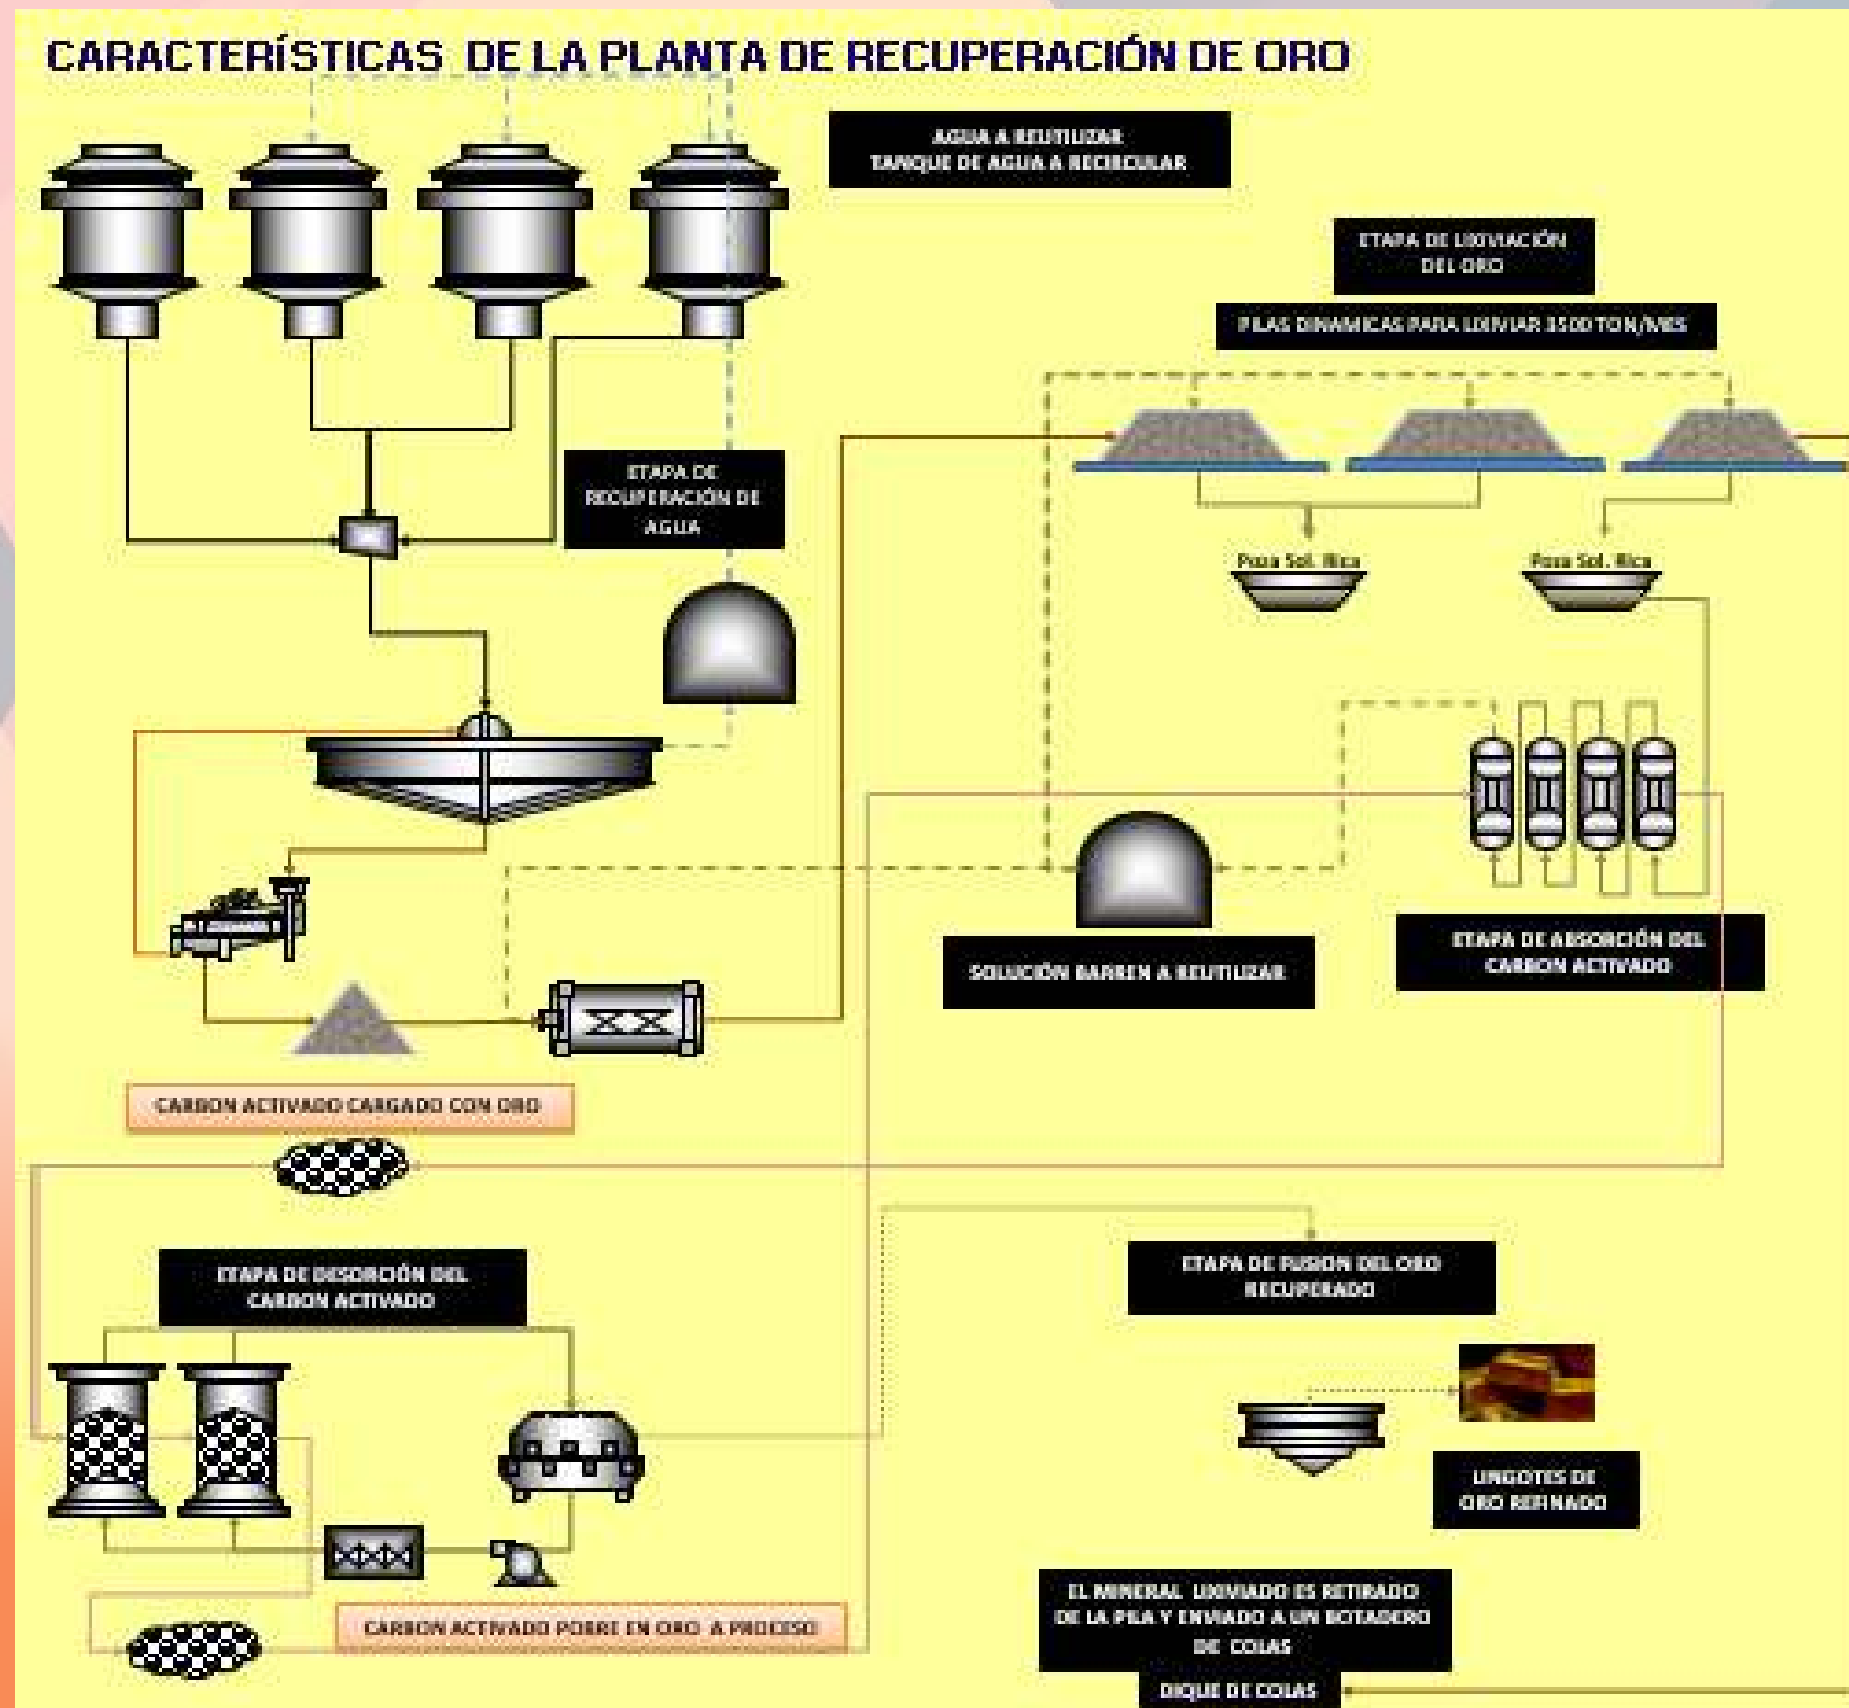 CARACTERÍSTICAS DE LA PLANTA DE RECUPERACIÓN DE ORO
AGUA A REUTILIZAR
TANQUE DE AGUA A RECIRCULAR
ETAPA DE LIXIVIACIÓN
DEL ORO
PILAS DINAMICAS PARA LIXIVIAR 3500 TON/MES
ETAPA DE
RECUPERACIÓN DE
AGUA
Poza Sol. Rica
Poza Sol. Rica
SOLUCIÓN BARREN A REUTILIZAR
ETAPA DE ABSORCIÓN DEL
CARBON ACTIVADO
CARBON ACTIVADO CARGADO CON ORO
ETAPA DE DESORCIÓN DEL
CARBON ACTIVADO
ETAPA DE FUSION DEL ORO
RECUPERADO
LINGOTES DE
ORO REFINADO
CARBON ACTIVADO POBRE EN ORO A PROCESO
EL MINERAL LIXIVIADO ES RETIRADO
DE LA PILA Y ENVIADO A UN BOTADERO
DE COLAS
DIQUE DE COLAS